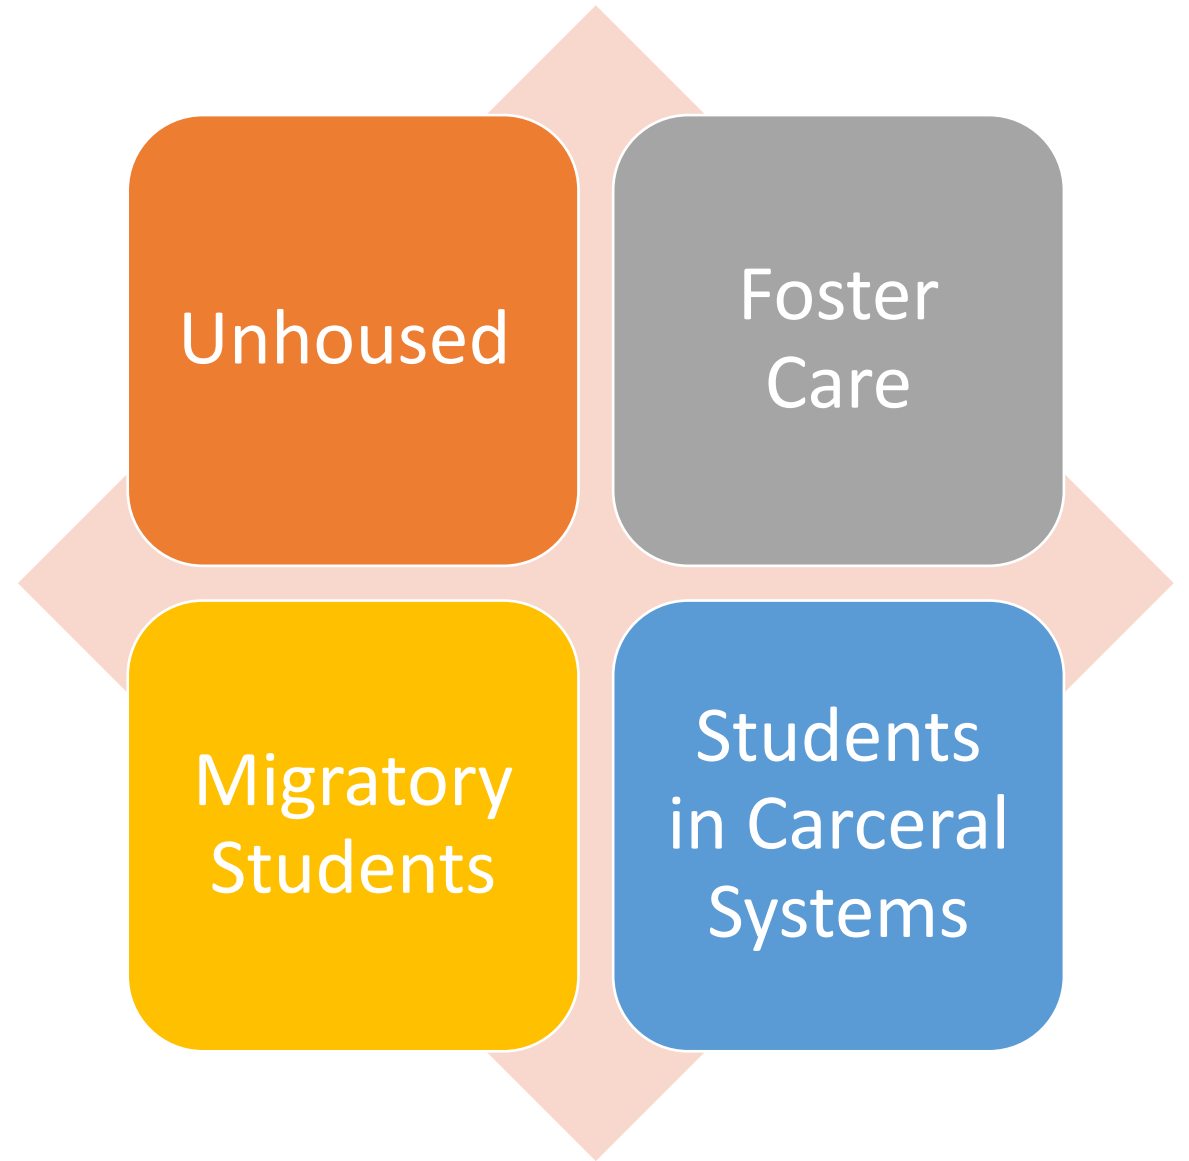 Unhoused
Foster
Care
Migratory
Students
Students
in Carceral
Systems